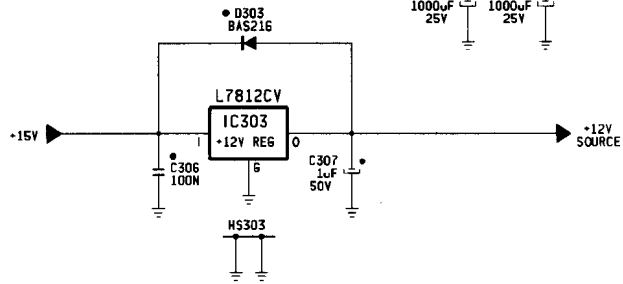 D303
BAS216
1000uF
25V
1000uF
25V
L7812CV
IC303
+12V REG
I
O
G
+15V
+12V
SOURCE
C306
100N
C307
1uF
50V
HS303